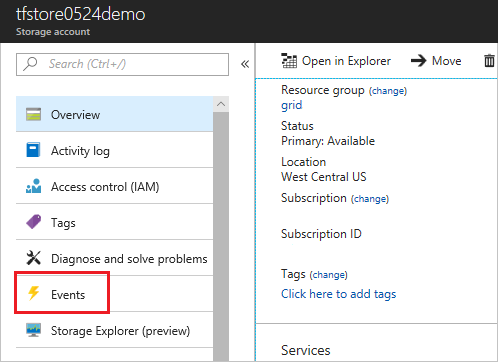 tfstore0524demo
Storage account
Search (Ctrl+/)
Overview
Activity log
Access control (IAM)
Tags
Diagnose and solve problems
Events
Storage Explorer (preview)
Open in Explorer
Move
Resource group (change)
grid
Status
Primary: Available
Location
West Central US
Subscription (change)
Subscription ID
Tags (change)
Click here to add tags
Services